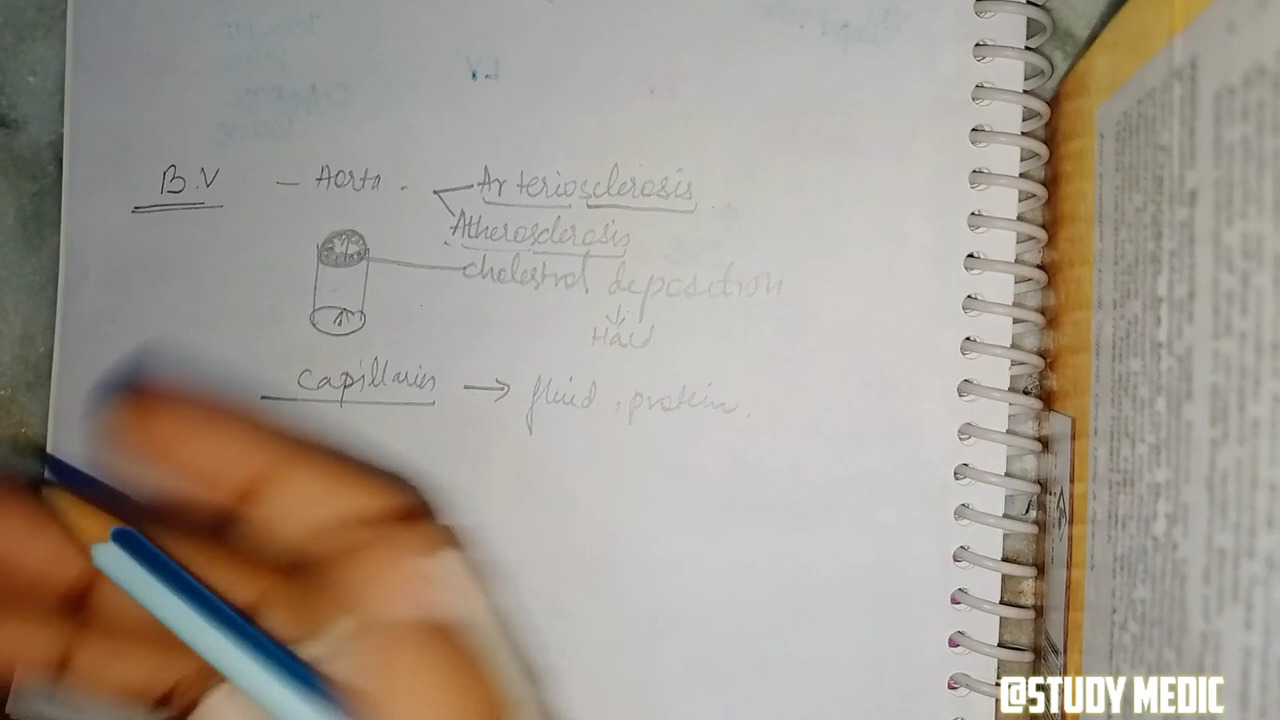 B.V - Aorta - Arteriosclerosis
Atherosclerosis
cholestrol deposition
↓
Hard
capillaries → fluid, protein.
@STUDY MEDIC